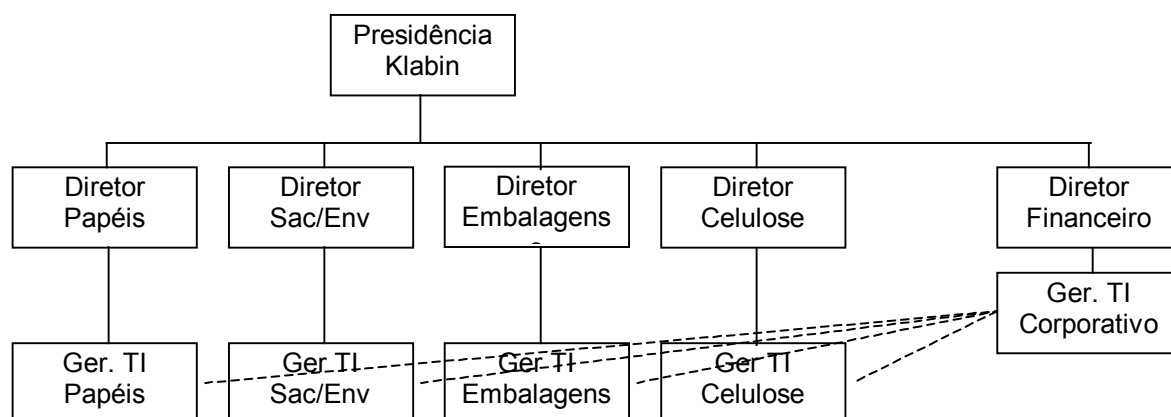 Presidência
Klabin
Diretor
Papéis
Diretor
Sac/Env
Diretor
Embalagens
Diretor
Celulose
Diretor
Financeiro
Ger. TI
Corporativo
Ger. TI
Papéis
Ger TI
Sac/Env
Ger TI
Embalagens
Ger TI
Celulose